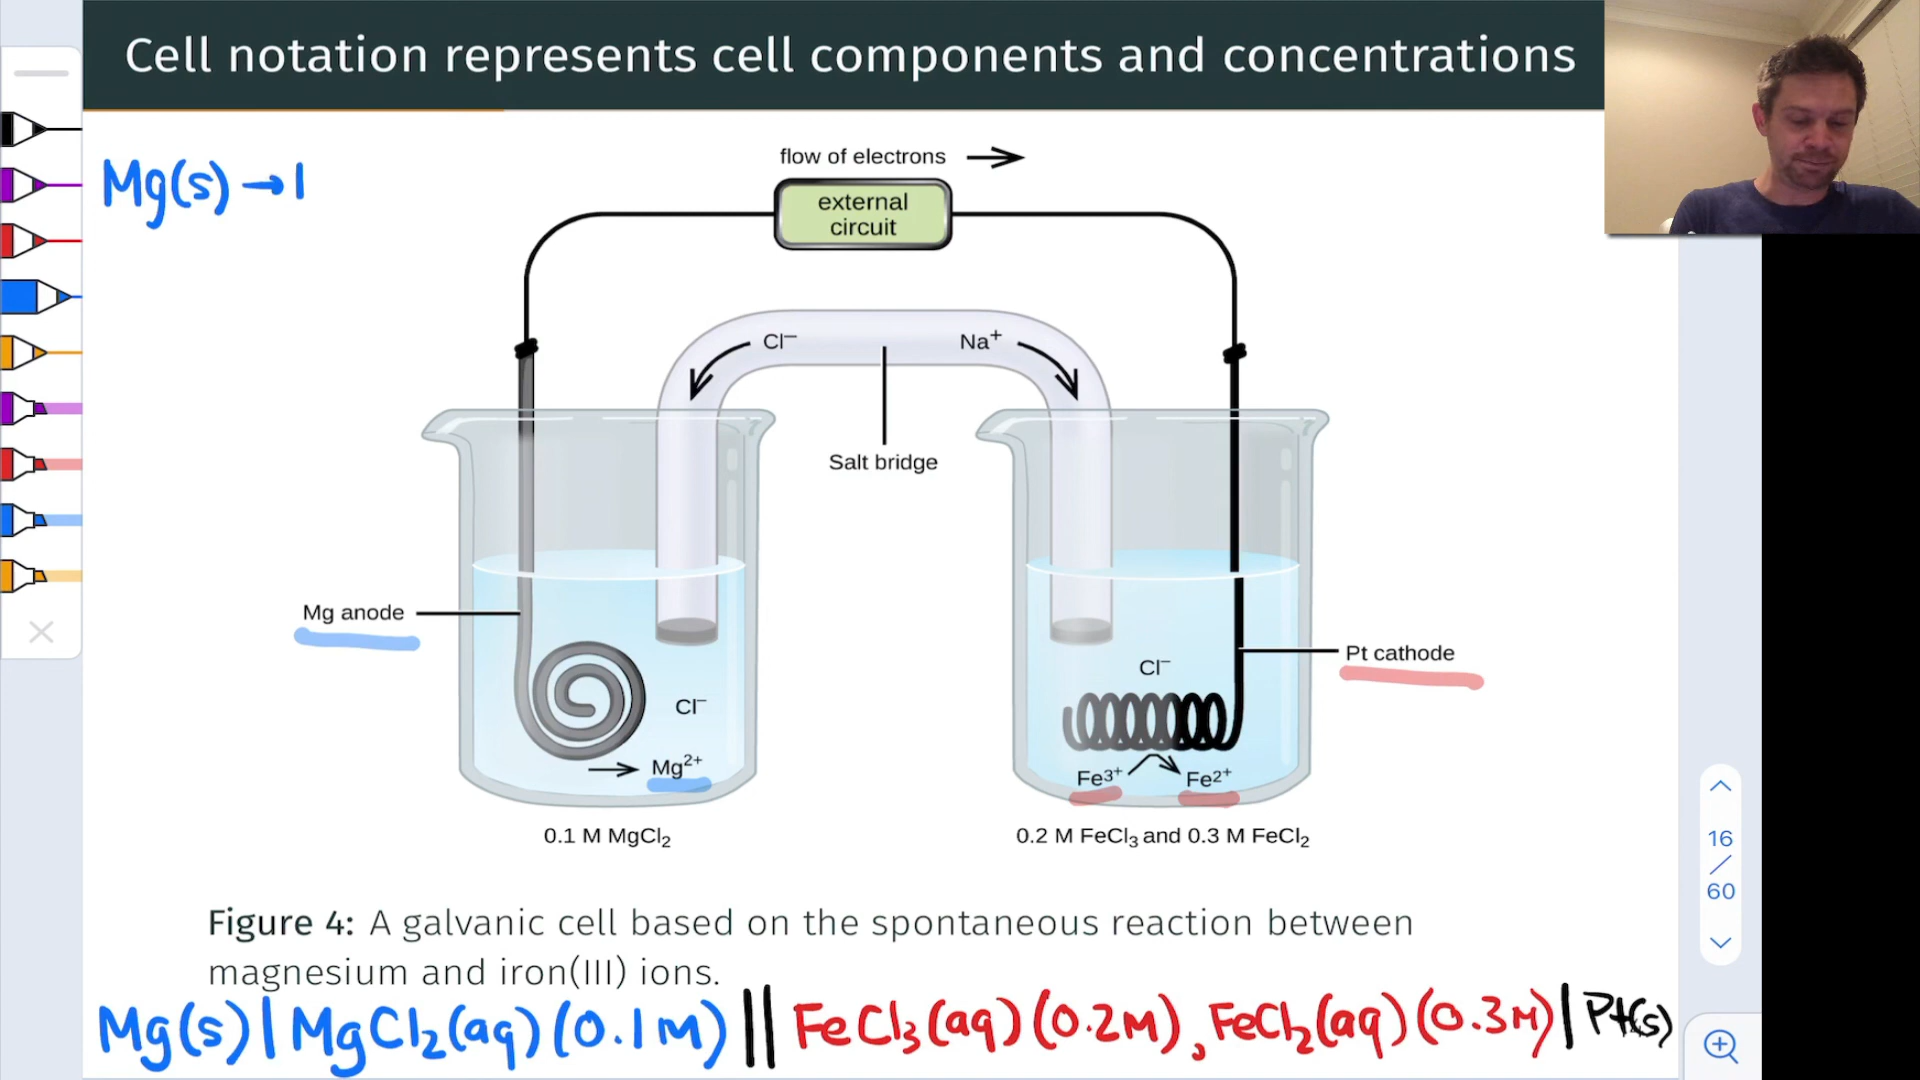 Cell notation represents cell components and concentrations
Mg(s) → l
flow of electrons
external
circuit
Cl⁻
Na⁺
Salt bridge
Mg anode
Pt cathode
Cl⁻
Cl⁻
Mg²⁺
Fe³⁺
Fe²⁺
0.1 M MgCl₂
0.2 M FeCl₃ and 0.3 M FeCl₂
16
60
Figure 4: A galvanic cell based on the spontaneous reaction between
magnesium and iron(III) ions.
Mg(s) | MgCl₂(aq)(0.1M) || FeCl₃(aq)(0.2M), FeCl₂(aq)(0.3M) | Pt(s)